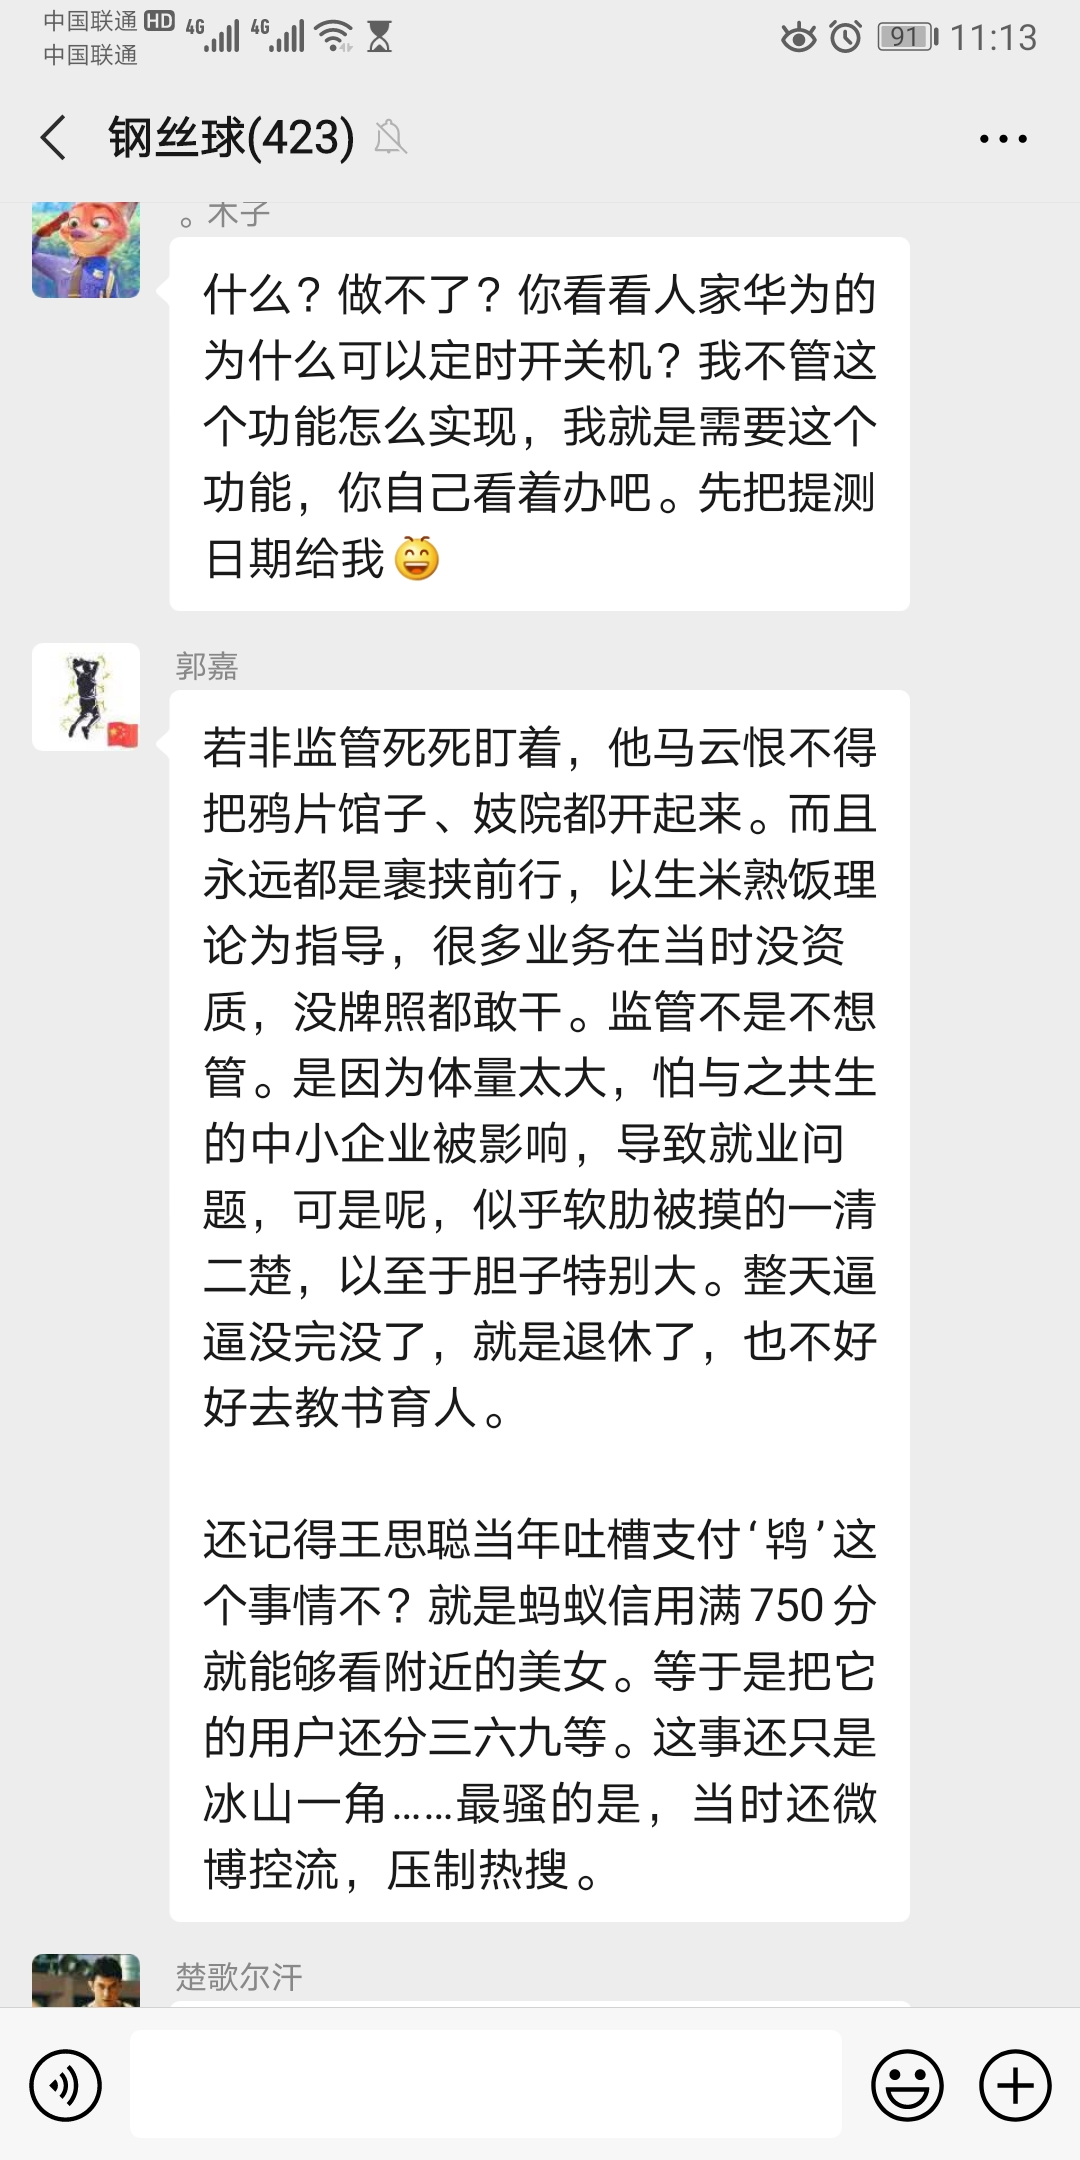 中国联通 HD 4G 4G 91 11:13
中国联通
钢丝球(423)
。木子
什么？做不了？你看看人家华为的
为什么可以定时开关机？我不管这
个功能怎么实现，我就是需要这个
功能，你自己看着办吧。先把提测
日期给我
郭嘉
若非监管死死盯着，他马云恨不得
把鸦片馆子、妓院都开起来。而且
永远都是裹挟前行，以生米熟饭理
论为指导，很多业务在当时没资
质，没牌照都敢干。监管不是不想
管。是因为体量太大，怕与之共生
的中小企业被影响，导致就业问
题，可是呢，似乎软肋被摸的一清
二楚，以至于胆子特别大。整天逼
逼没完没了，就是退休了，也不好
好去教书育人。
还记得王思聪当年吐槽支付‘鸨’这
个事情不？就是蚂蚁信用满750分
就能够看附近的美女。等于是把它
的用户还分三六九等。这事还只是
冰山一角……最骚的是，当时还微
博控流，压制热搜。
楚歌尔汗